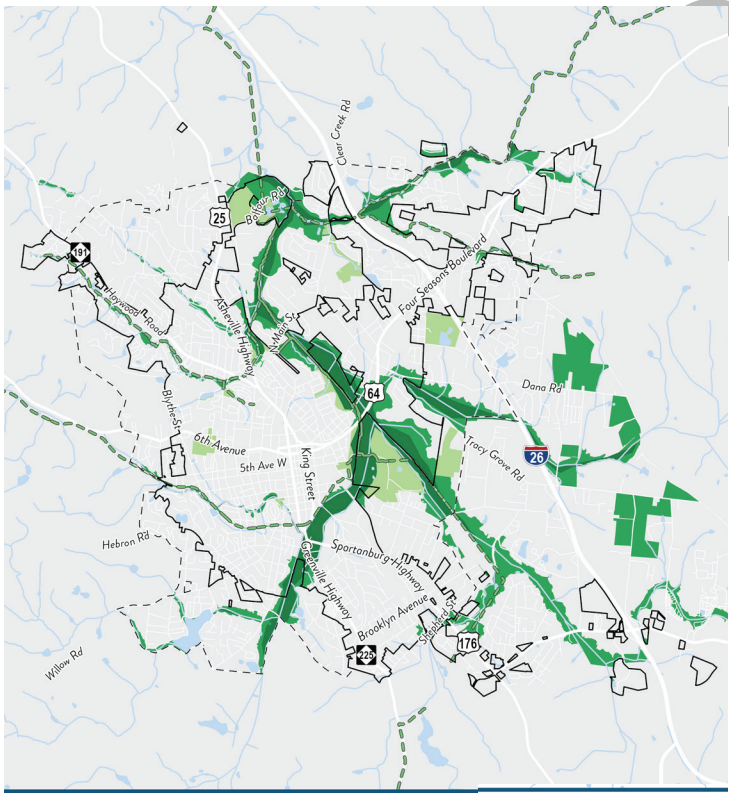 Clear Creek Rd
25
Balfour Rd
191
Haywood Road
Four Seasons Boulevard
Asheville Highway
N Main St
64
Dana Rd
Blythe St
6th Avenue
5th Ave W
King Street
Tracy Grove Rd
26
Hebron Rd
Spartanburg Highway
Greenville Highway
Brooklyn Avenue
Shepherd St
176
225
Willow Rd